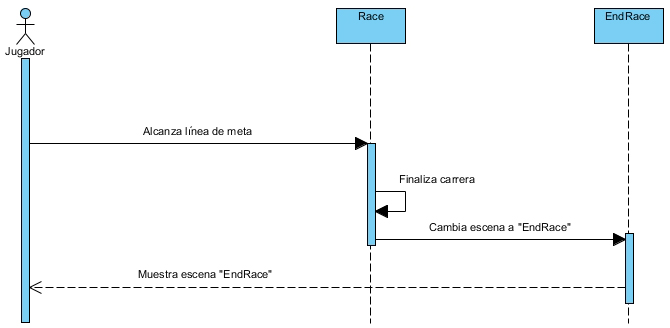 Race
EndRace
Jugador
Alcanza línea de meta
Finaliza carrera
Cambia escena a "EndRace"
Muestra escena "EndRace"